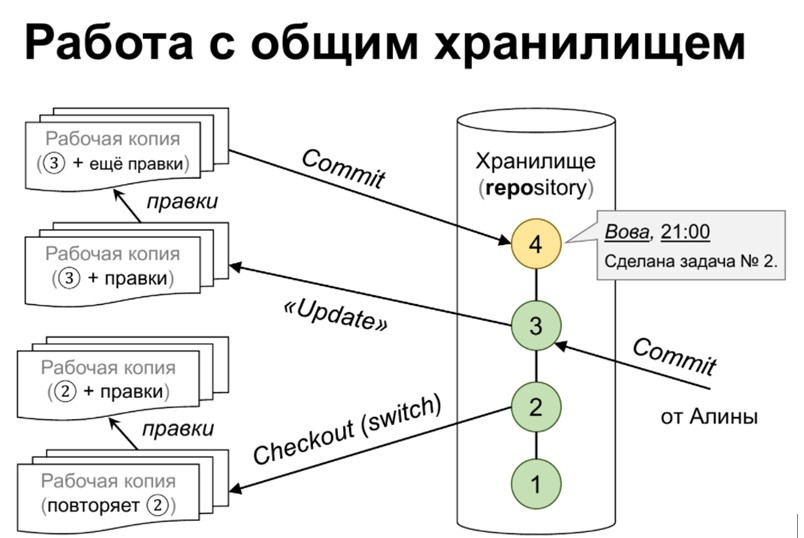 Работа с общим хранилищем
Рабочая копия
(③ + ещё правки)
правки
Рабочая копия
(③ + правки)
Рабочая копия
(② + правки)
правки
Рабочая копия
(повторяет ②)
Commit
«Update»
Checkout (switch)
Хранилище
(repository)
4
3
2
1
Вова, 21:00
Сделана задача № 2.
Commit
от Алины